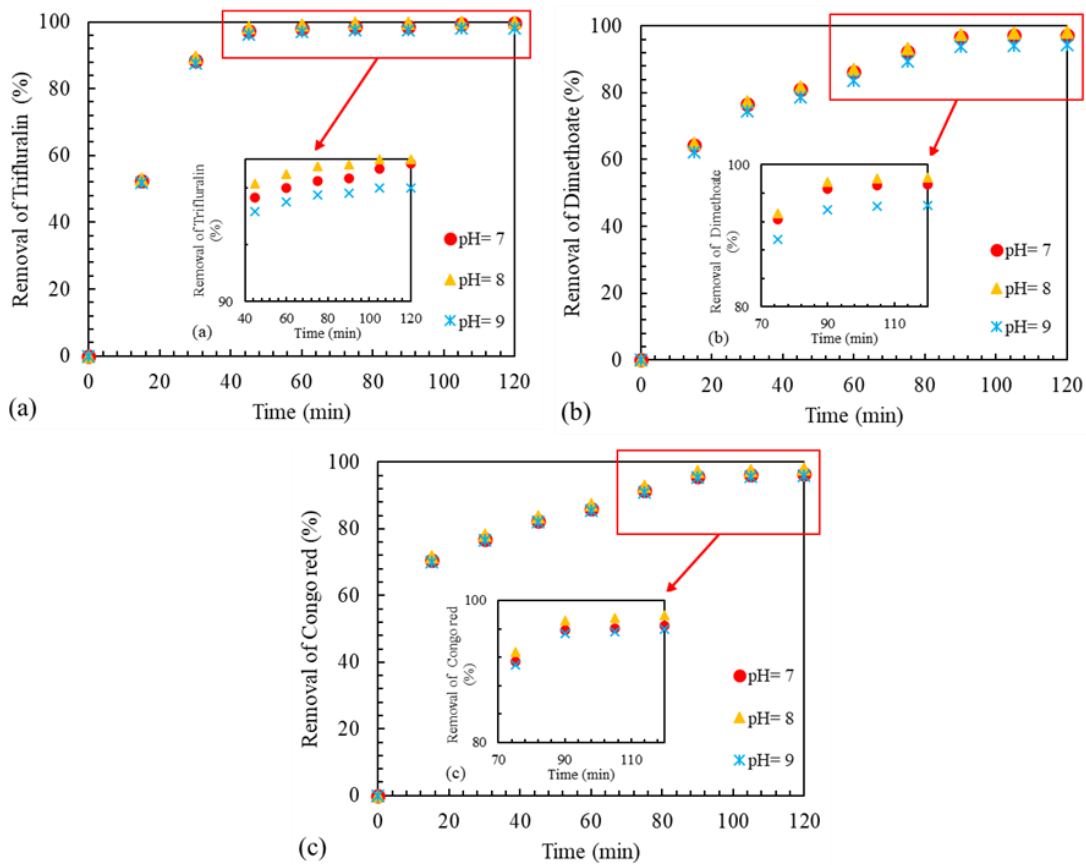 (a)
Removal of Trifluralin (%)
100
80
60
40
20
0
0 20 40 60 80 100 120
Time (min)
Removal of Trifluralin
(%)
90
40 60 80 100 120
Time (min)
(a)
pH= 7
pH= 8
pH= 9
(b)
Removal of Dimethoate (%)
100
80
60
40
20
0
0 20 40 60 80 100 120
Time (min)
Removal of Dimethoate
(%)
100
80
70 90 110
Time (min)
(b)
pH= 7
pH= 8
pH= 9
(c)
Removal of Congo red (%)
100
80
60
40
20
0
0 20 40 60 80 100 120
Time (min)
Removal of Congo red
(%)
100
80
70 90 110
Time (min)
(c)
pH= 7
pH= 8
pH= 9